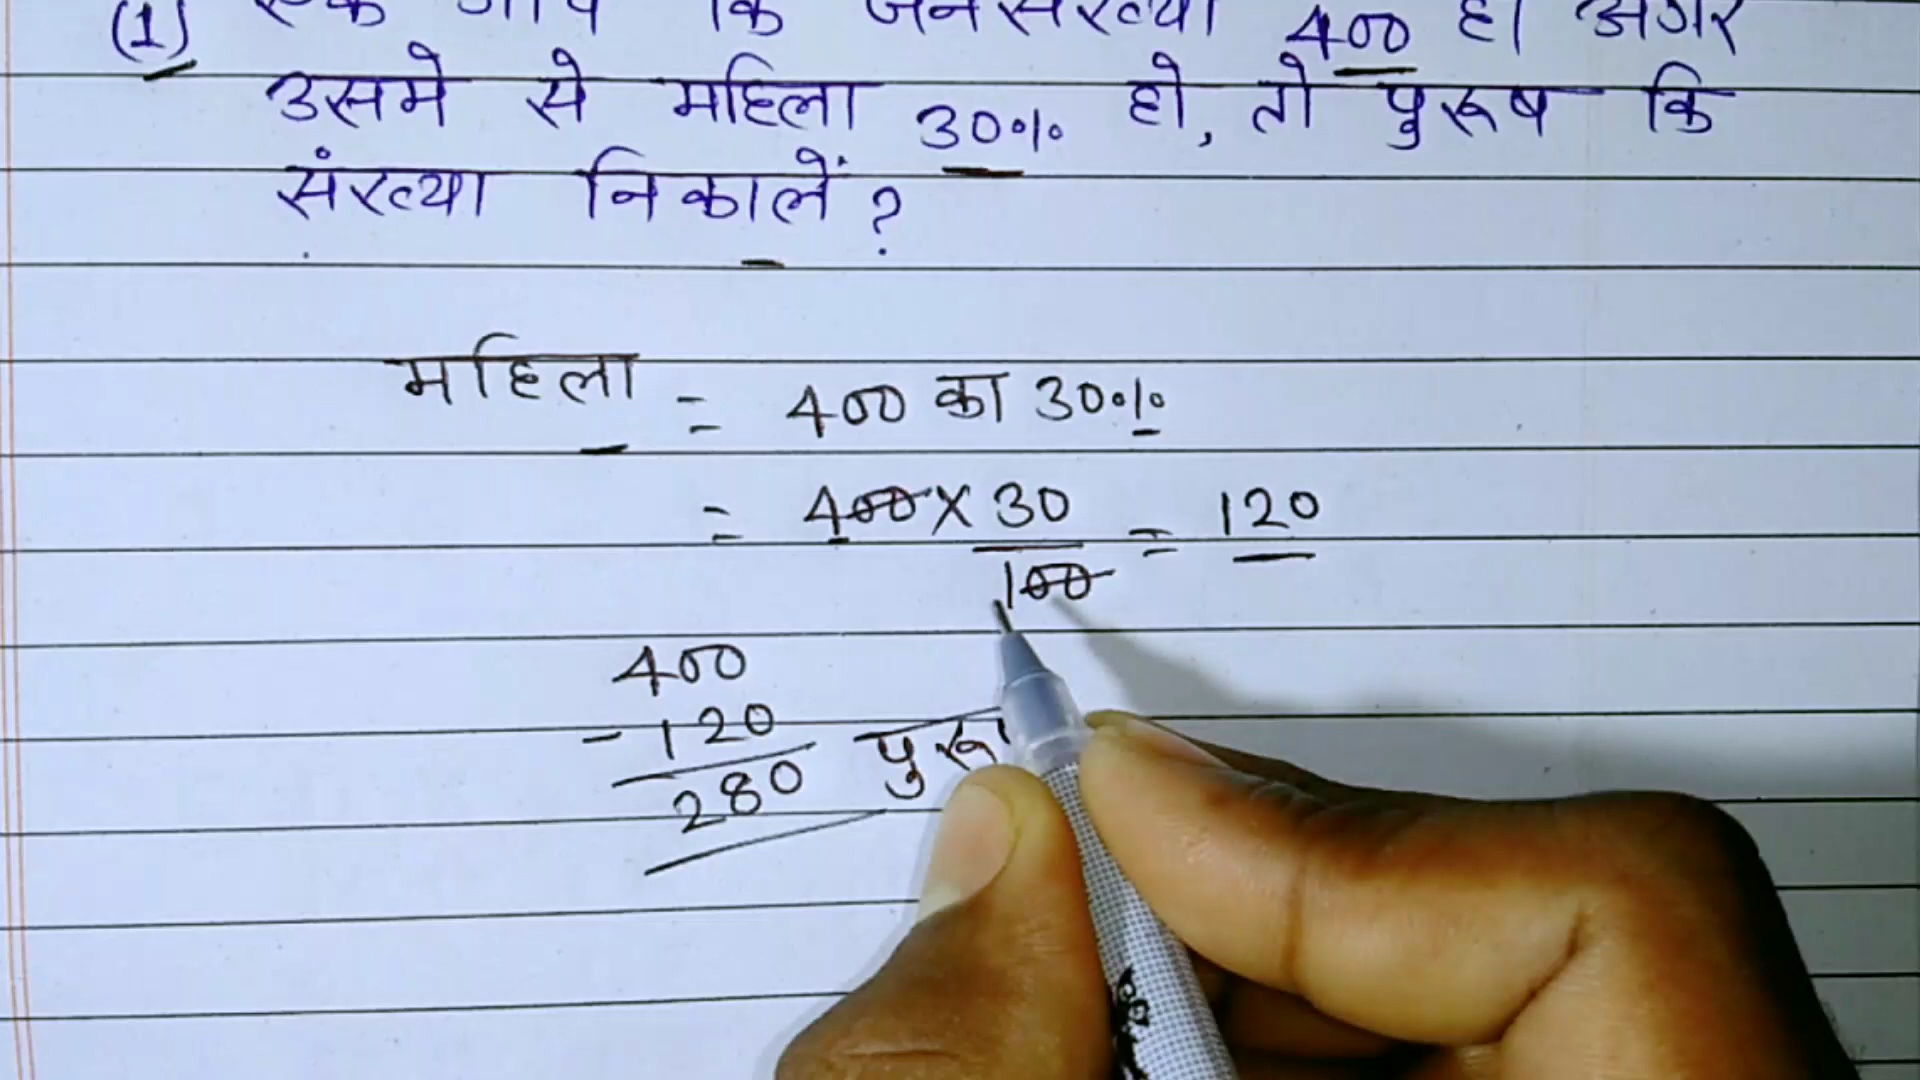 (1) एक गांव कि जनसंख्या 400 है। अगर
उसमे से महिला 30% हो, तो पुरूष कि
संख्या निकालें ?
महिला = 400 का 30%
= 400 X 30 / 100 = 120
400
- 120
280 पुरू